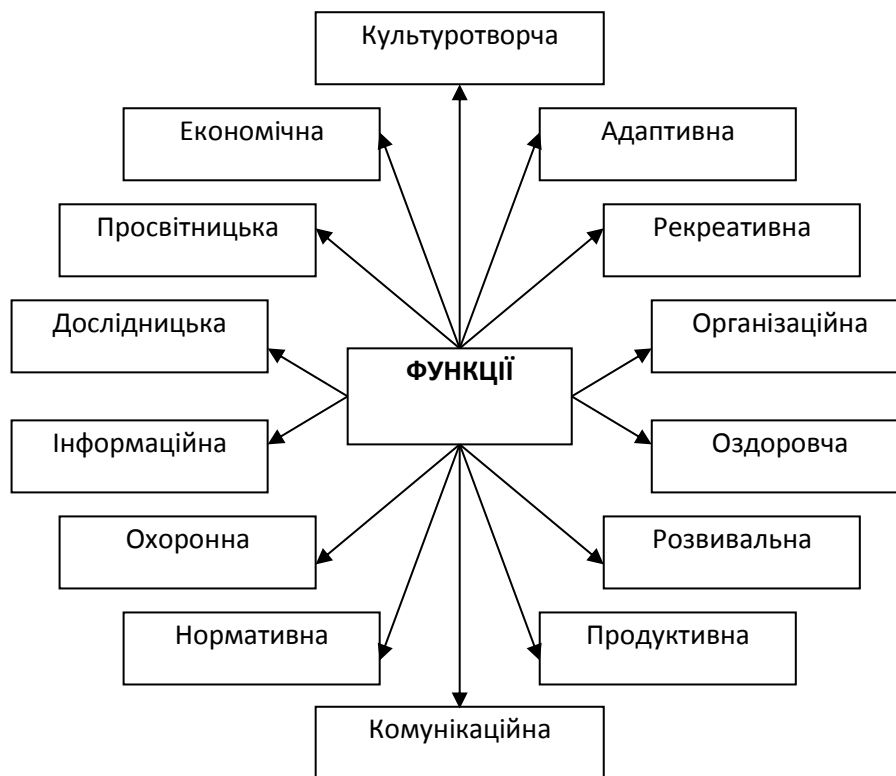 Культуротворча
Економічна
Адаптивна
Просвітницька
Рекреативна
Дослідницька
Організаційна
ФУНКЦІЇ
Інформаційна
Оздоровча
Охоронна
Розвивальна
Нормативна
Продуктивна
Комунікаційна